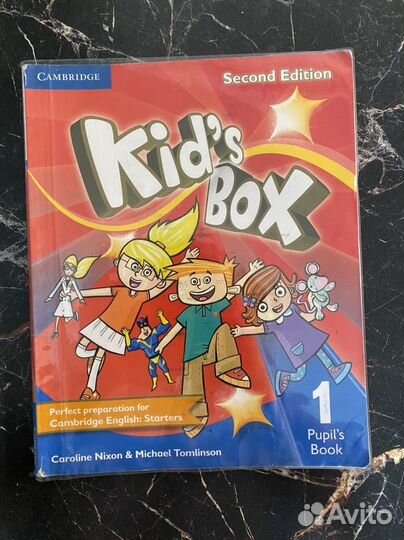 CAMBRIDGE
Second Edition
Kid's
BOX
Perfect preparation for
Cambridge English: Starters
1
Pupil's
Book
Caroline Nixon & Michael Tomlinson
Avito